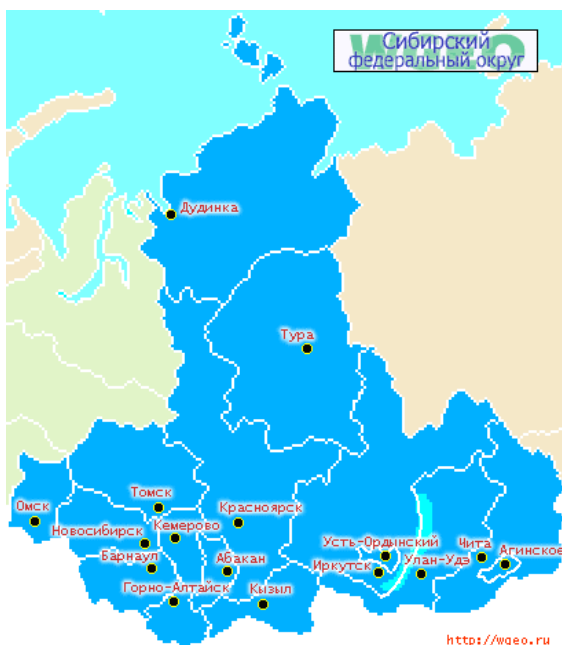 WGEO
Сибирский
федеральный округ
Дудинка
Тура
Томск
Омск
Красноярск
Новосибирск
Кемерово
Усть-Ордынский
Чита
Агинское
Барнаул
Абакан
Иркутск
Улан-Удэ
Горно-Алтайск
Кызыл
http://wgeo.ru